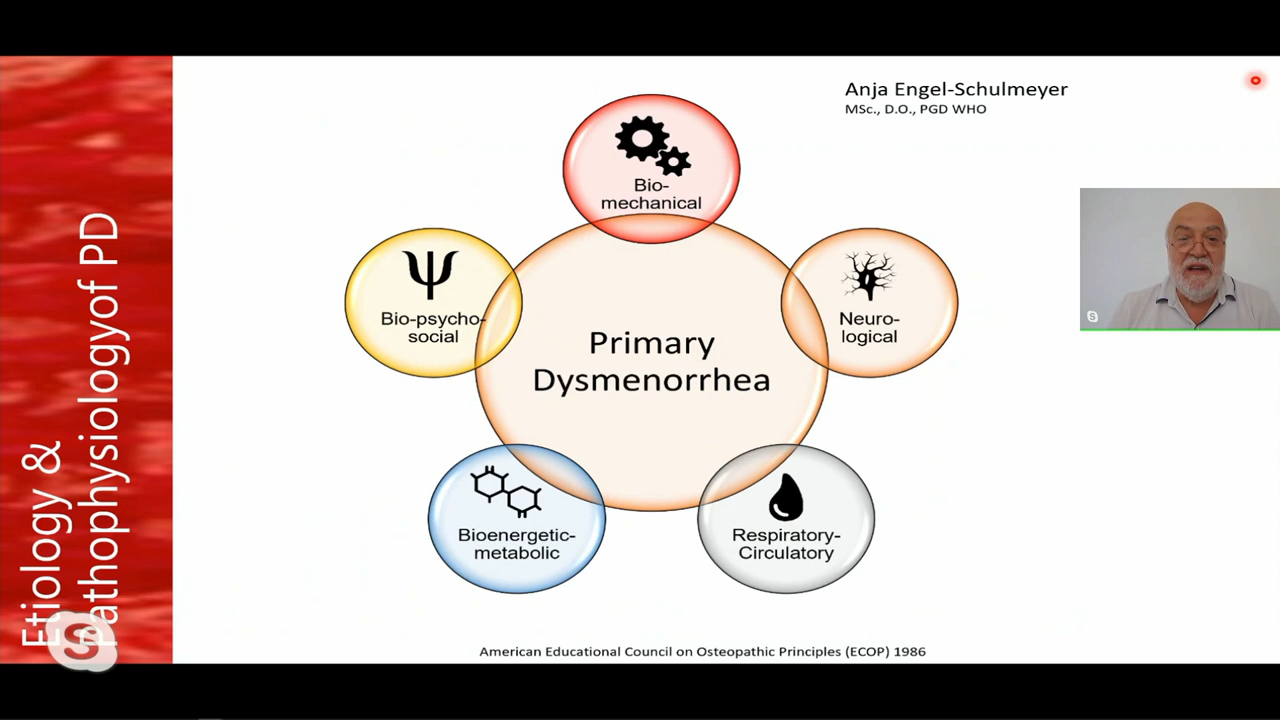 Etiology &
Pathophysiologyof PD
Anja Engel-Schulmeyer
MSc., D.O., PGD WHO
Bio-
mechanical
Bio-psycho-
social
Neuro-
logical
Primary
Dysmenorrhea
Bioenergetic-
metabolic
Respiratory-
Circulatory
American Educational Council on Osteopathic Principles (ECOP) 1986